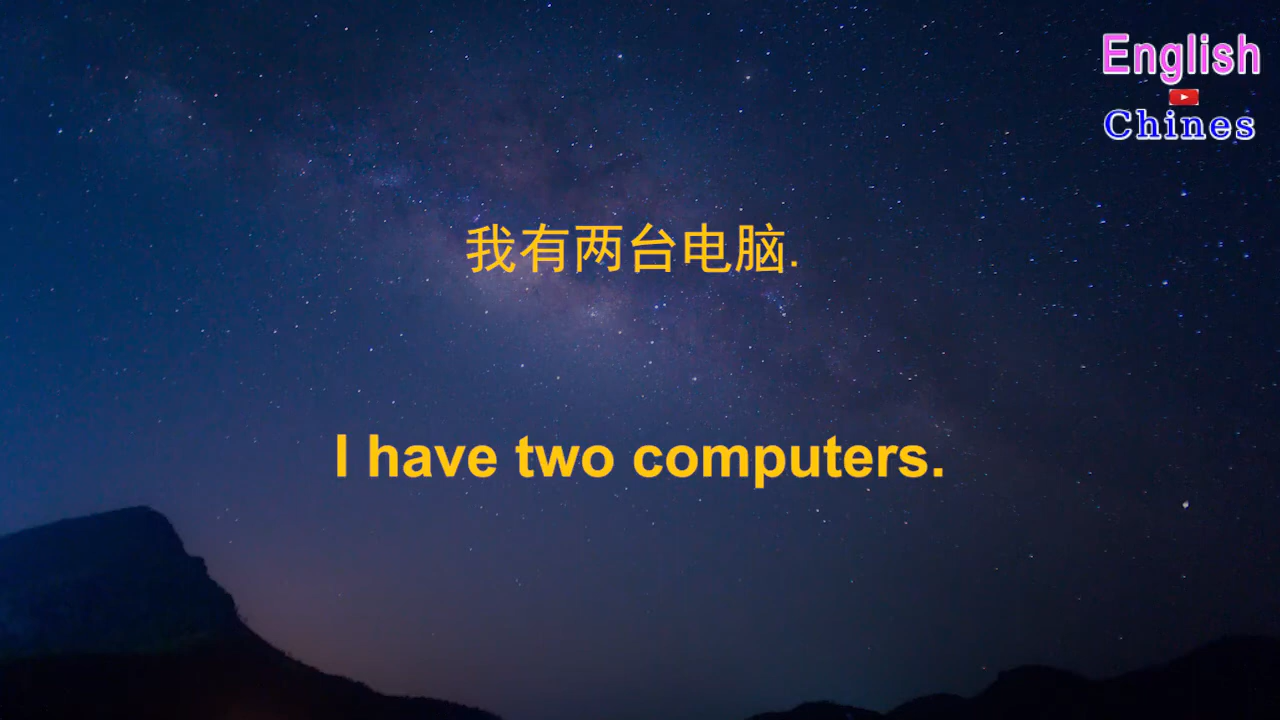 English
Chines
我有两台电脑.
I have two computers.